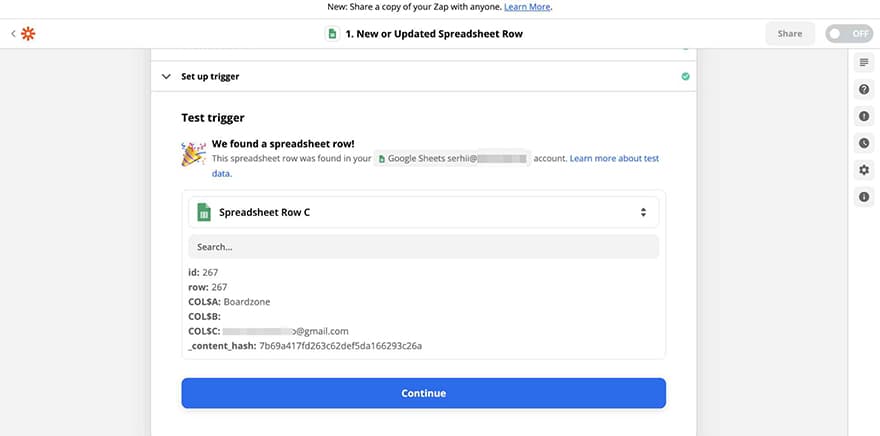 New: Share a copy of your Zap with anyone. Learn More.
1. New or Updated Spreadsheet Row
Share
OFF
Set up trigger
Test trigger
We found a spreadsheet row!
This spreadsheet row was found in your Google Sheets serhii@ account. Learn more about test
data.
Spreadsheet Row C
Search...
id: 267
row: 267
COL$A: Boardzone
COL$B:
COL$C: @gmail.com
_content_hash: 7b69a417fd263c62def5da166293c26a
Continue